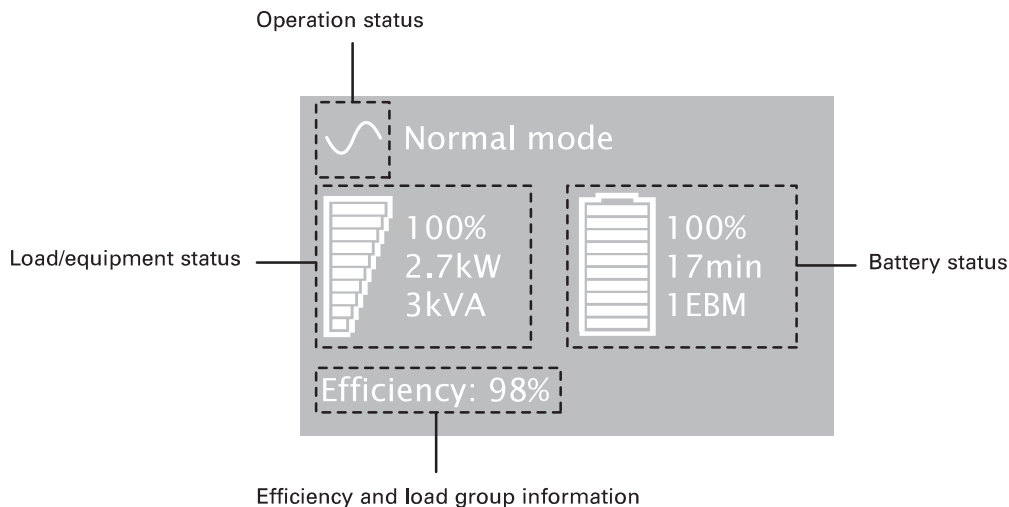 Operation status
Normal mode
Load/equipment status
100%
2.7kW
3kVA
100%
17min
1EBM
Battery status
Efficiency: 98%
Efficiency and load group information